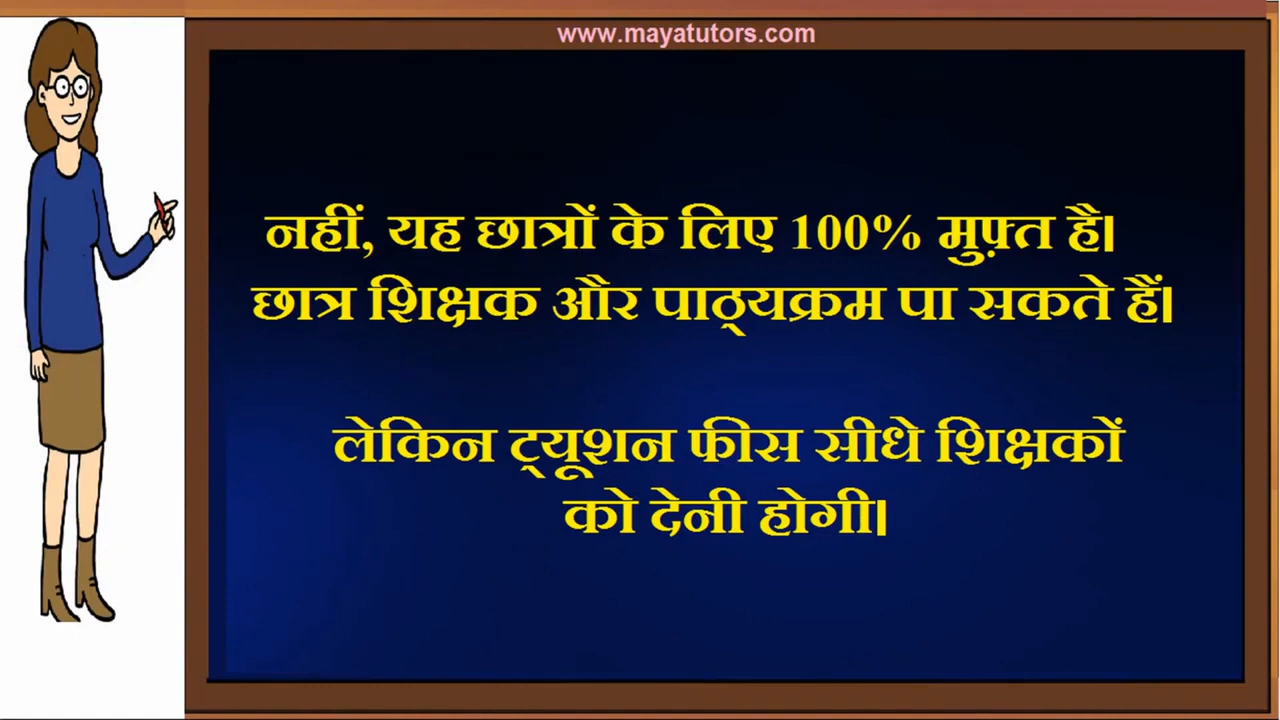 www.mayatutors.com
नहीं, यह छात्रों के लिए 100% मुफ़्त है।
छात्र शिक्षक और पाठ्यक्रम पा सकते हैं।
लेकिन ट्यूशन फीस सीधे शिक्षकों
को देनी होगी।